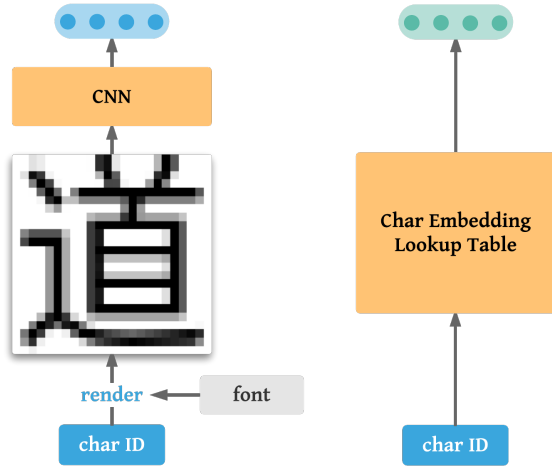 CNN
道
render
font
char ID
Char Embedding
Lookup Table
char ID